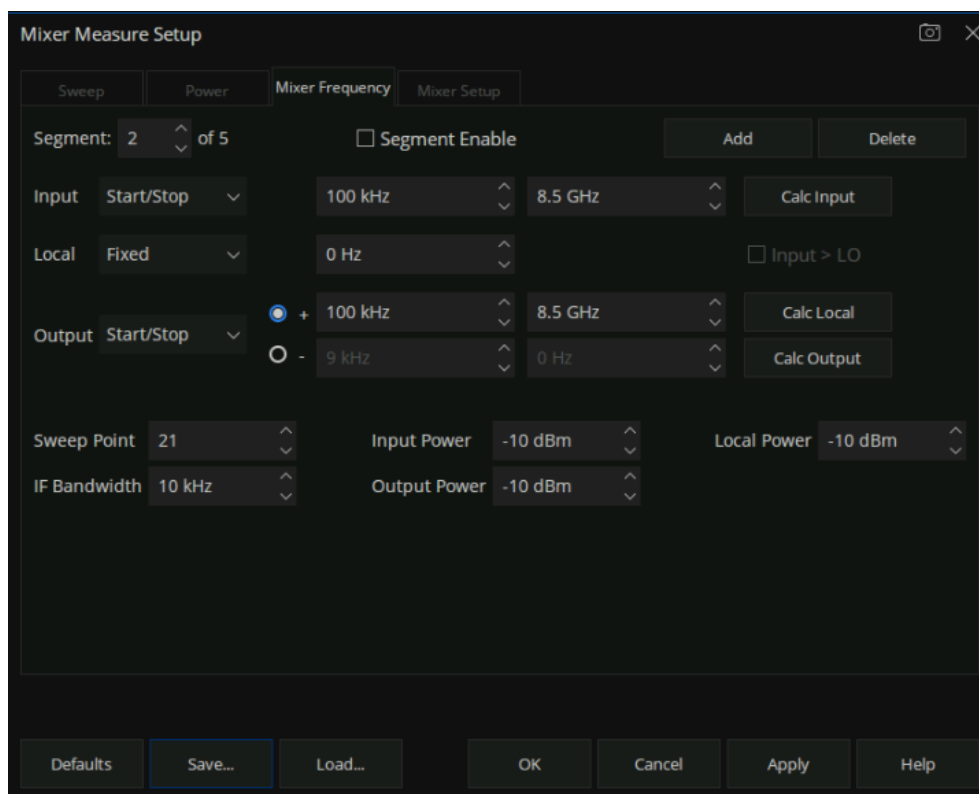 Mixer Measure Setup
Sweep Power Mixer Frequency Mixer Setup
Segment: 2 of 5 Segment Enable Add Delete
Input Start/Stop 100 kHz 8.5 GHz Calc Input
Local Fixed 0 Hz Input > LO
Output Start/Stop + 100 kHz 8.5 GHz Calc Local
- 9 kHz 0 Hz Calc Output
Sweep Point 21 Input Power -10 dBm Local Power -10 dBm
IF Bandwidth 10 kHz Output Power -10 dBm
Defaults Save... Load... OK Cancel Apply Help